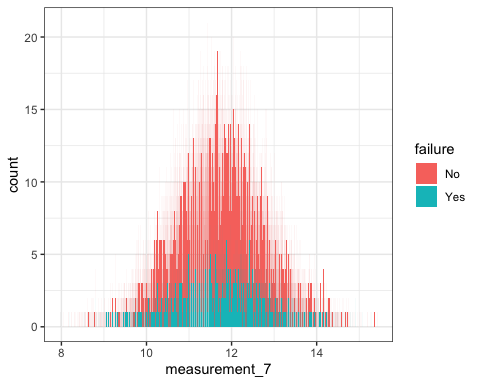 20
15
10
5
0
count
8
10
12
14
measurement_7
failure
No
Yes